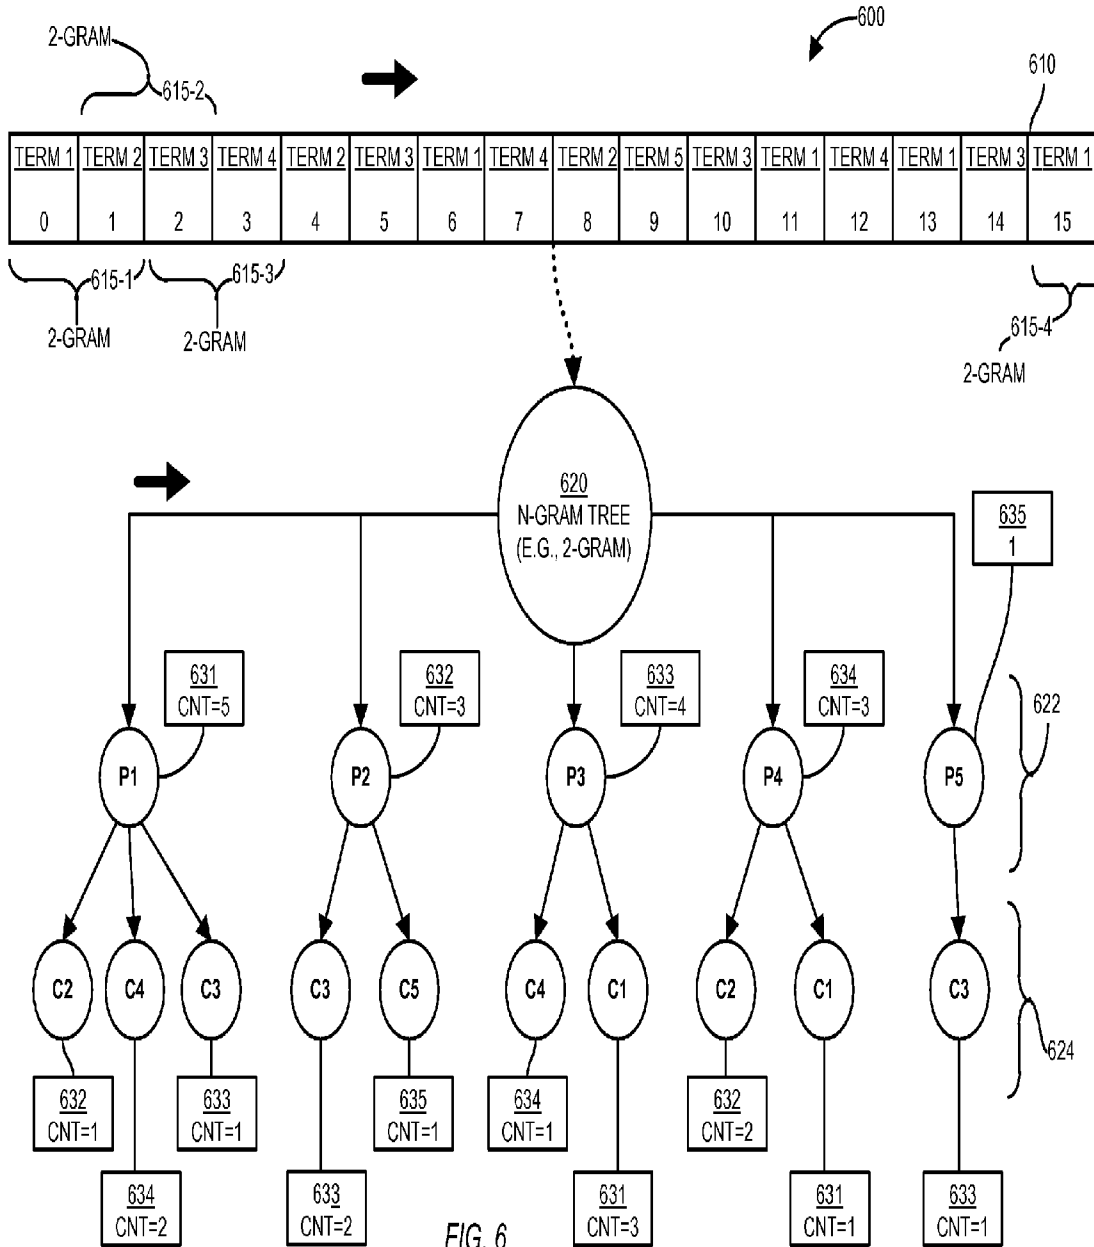 600
2-GRAM
615-2
610
TERM 1 TERM 2 TERM 3 TERM 4 TERM 2 TERM 3 TERM 1 TERM 4 TERM 2 TERM 5 TERM 3 TERM 1 TERM 4 TERM 1 TERM 3 TERM 1
0 1 2 3 4 5 6 7 8 9 10 11 12 13 14 15
615-1 615-3
2-GRAM 2-GRAM
615-4
2-GRAM
620
N-GRAM TREE
(E.G., 2-GRAM)
635
1
631
CNT=5
632
CNT=3
633
CNT=4
634
CNT=3
622
P1 P2 P3 P4 P5
C2 C4 C3 C3 C5 C4 C1 C2 C1 C3
624
632
CNT=1
633
CNT=1
635
CNT=1
634
CNT=1
632
CNT=2
634
CNT=2
633
CNT=2
631
CNT=3
631
CNT=1
633
CNT=1
FIG. 6